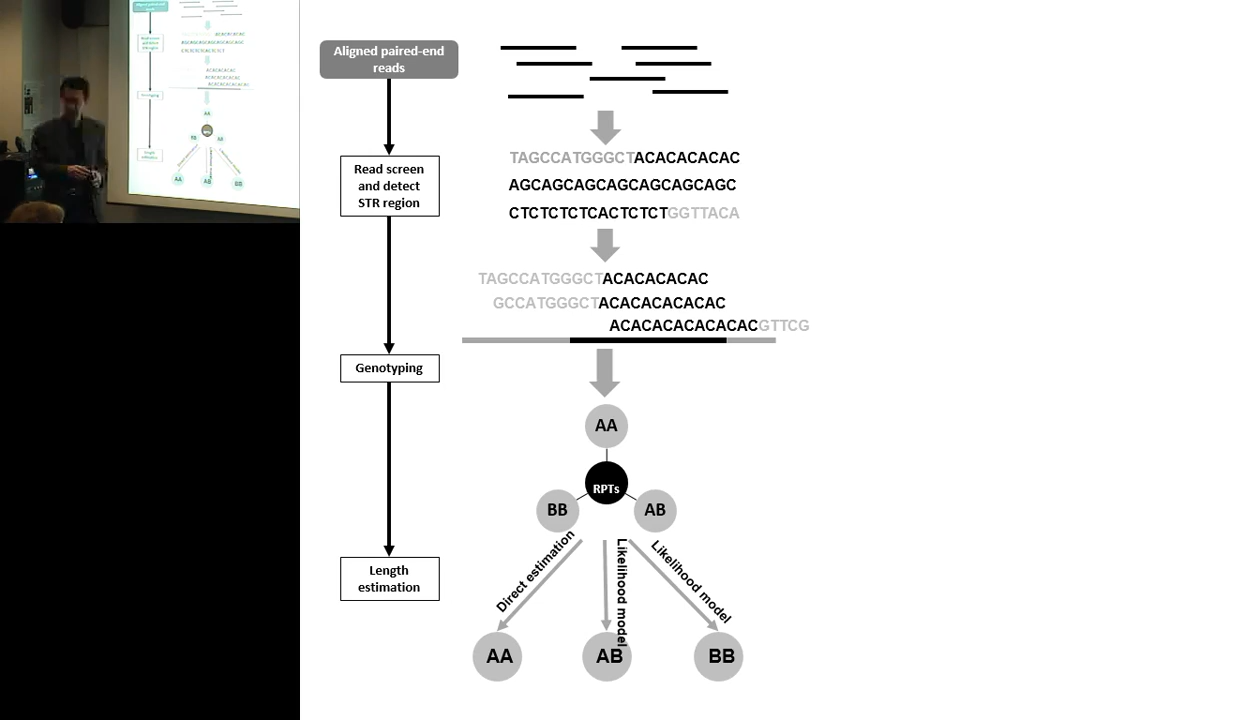 Aligned paired-end
reads
TAGCCATGGGCTACACACACAC
AGCAGCAGCAGCAGCAGCAGC
CTCTCTCTCACTCTCTGGTTACA
Read screen
and detect
STR region
TAGCCATGGGCTACACACACAC
GCCATGGGCTACACACACACAC
ACACACACACACACGTTCG
Genotyping
AA
RPTs
BB
AB
Direct estimation
Likelihood model
Likelihood model
Length
estimation
AA
AB
BB